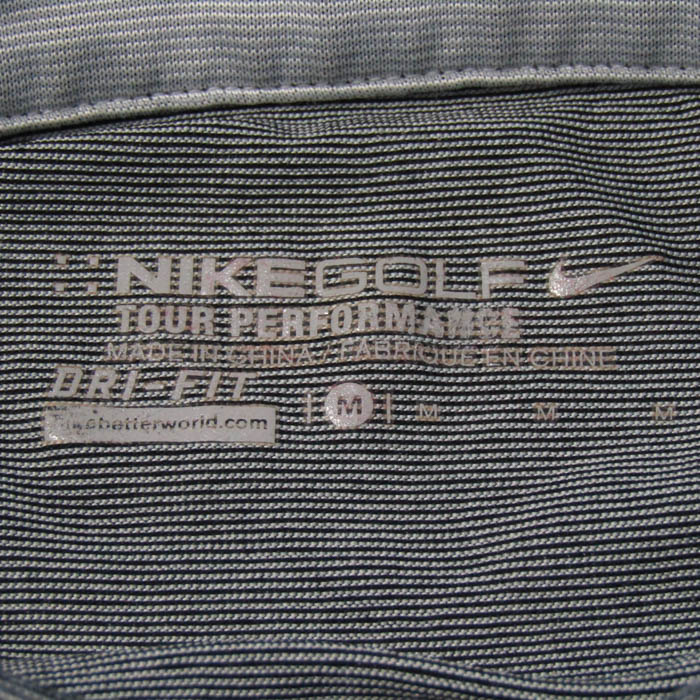 NIKEGOLF
TOUR PERFORMANCE
MADE IN CHINA / FABRIQUÉ EN CHINE
DRI-FIT
nikebetterworld.com
M M M M